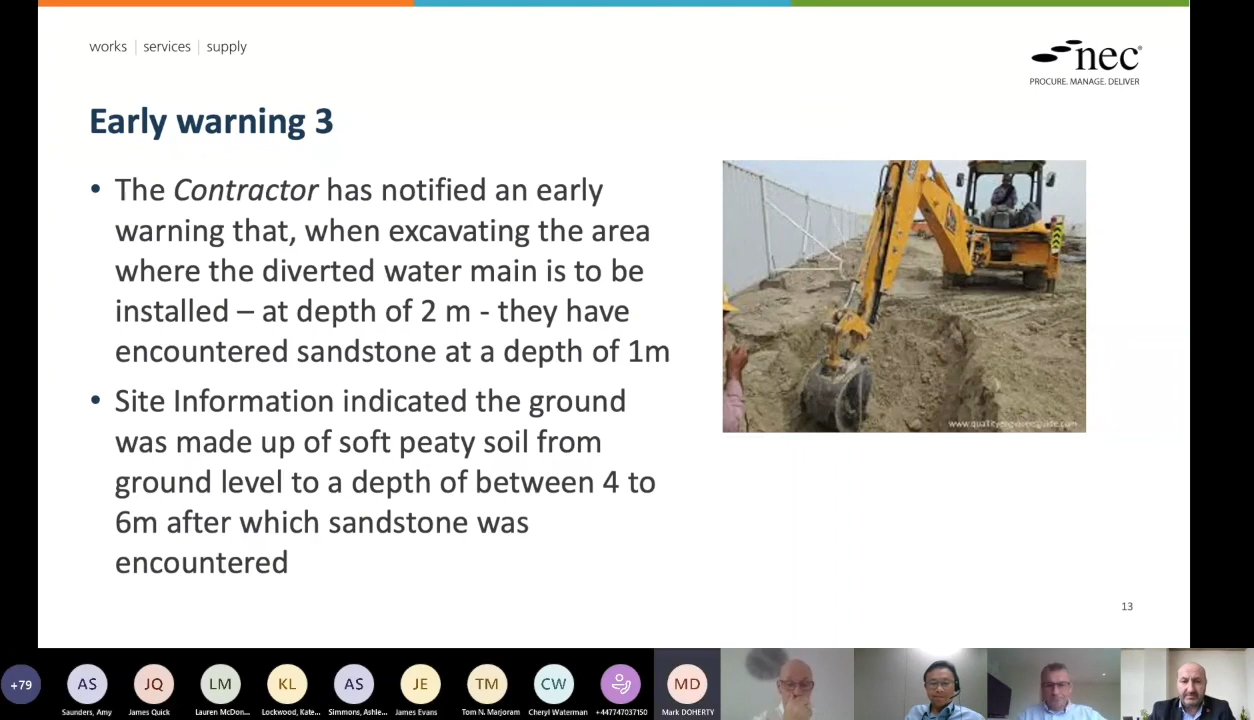 works | services | supply
nec
PROCURE. MANAGE. DELIVER
Early warning 3
• The Contractor has notified an early
warning that, when excavating the area
where the diverted water main is to be
installed – at depth of 2 m - they have
encountered sandstone at a depth of 1m
• Site Information indicated the ground
was made up of soft peaty soil from
ground level to a depth of between 4 to
6m after which sandstone was
encountered
13
+79
AS
JQ
LM
KL
AS
JE
TM
CW
MD
Saunders, Amy
James Quick
Lauren McDon...
Lockwood, Kate...
Simmons, Ashle...
James Evans
Tom N. Marjoram
Cheryl Waterman
+447747037150
Mark DOHERTY